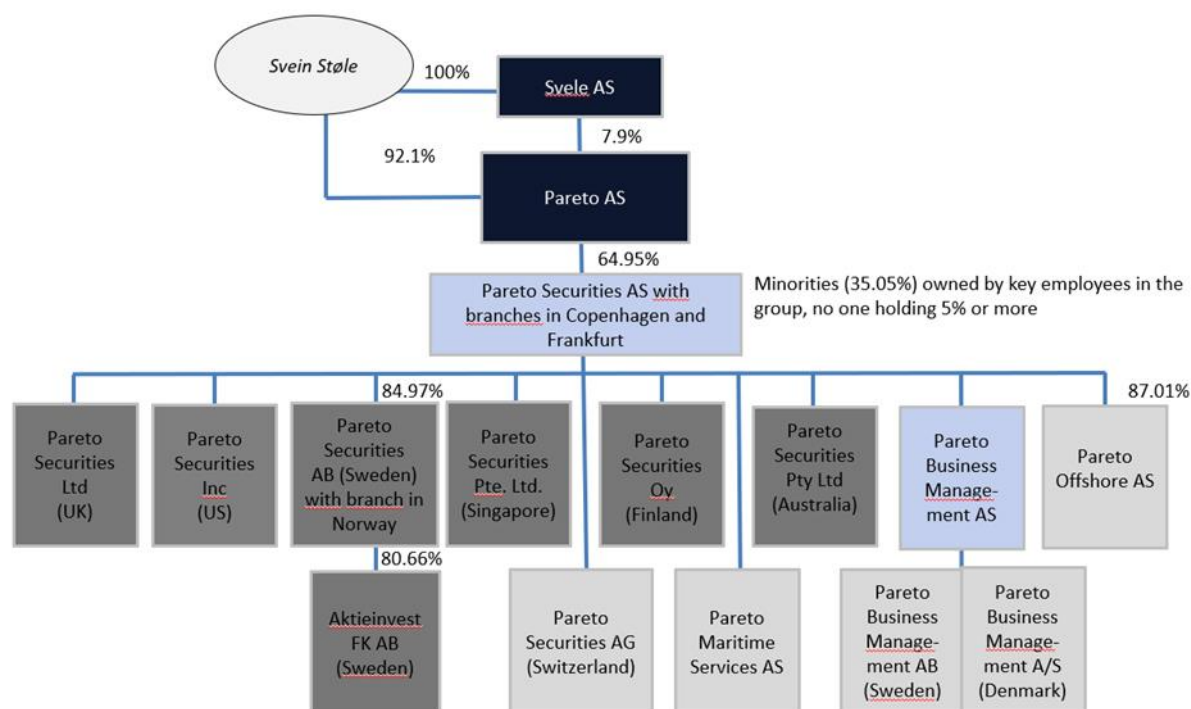 Svein Støle
100%
Svele AS
7.9%
92.1%
Pareto AS
64.95%
Pareto Securities AS with
branches in Copenhagen and
Frankfurt
Minorities (35.05%) owned by key employees in the
group, no one holding 5% or more
84.97%
87.01%
Pareto
Securities
Ltd
(UK)
Pareto
Securities
Inc
(US)
Pareto
Securities
AB (Sweden)
with branch in
Norway
Pareto
Securities
Pte. Ltd.
(Singapore)
Pareto
Securities
Oy
(Finland)
Pareto
Securities
Pty Ltd
(Australia)
Pareto
Business
Manage-
ment AS
Pareto
Offshore AS
80.66%
Aktieinvest
FK AB
(Sweden)
Pareto
Securities AG
(Switzerland)
Pareto
Maritime
Services AS
Pareto
Business
Manage-
ment AB
(Sweden)
Pareto
Business
Manage-
ment A/S
(Denmark)